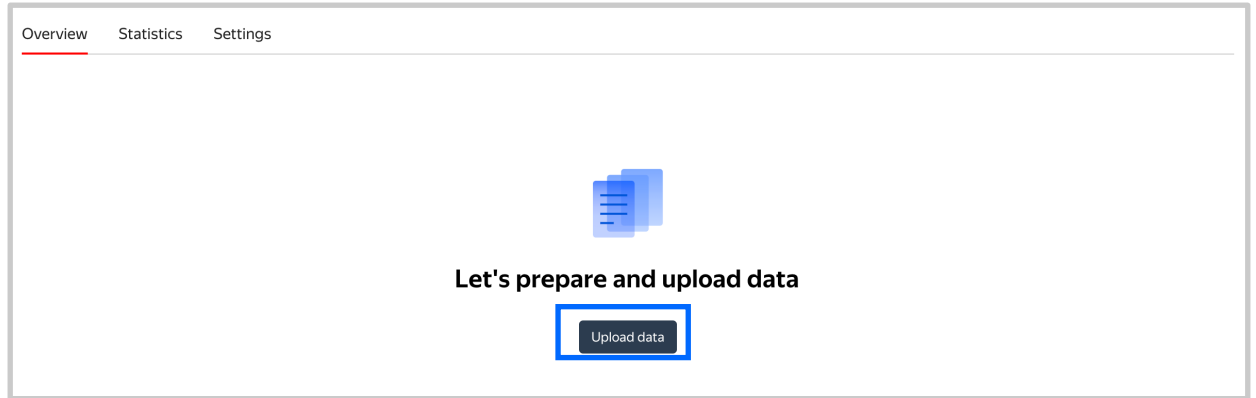 Overview Statistics Settings
Let's prepare and upload data
Upload data